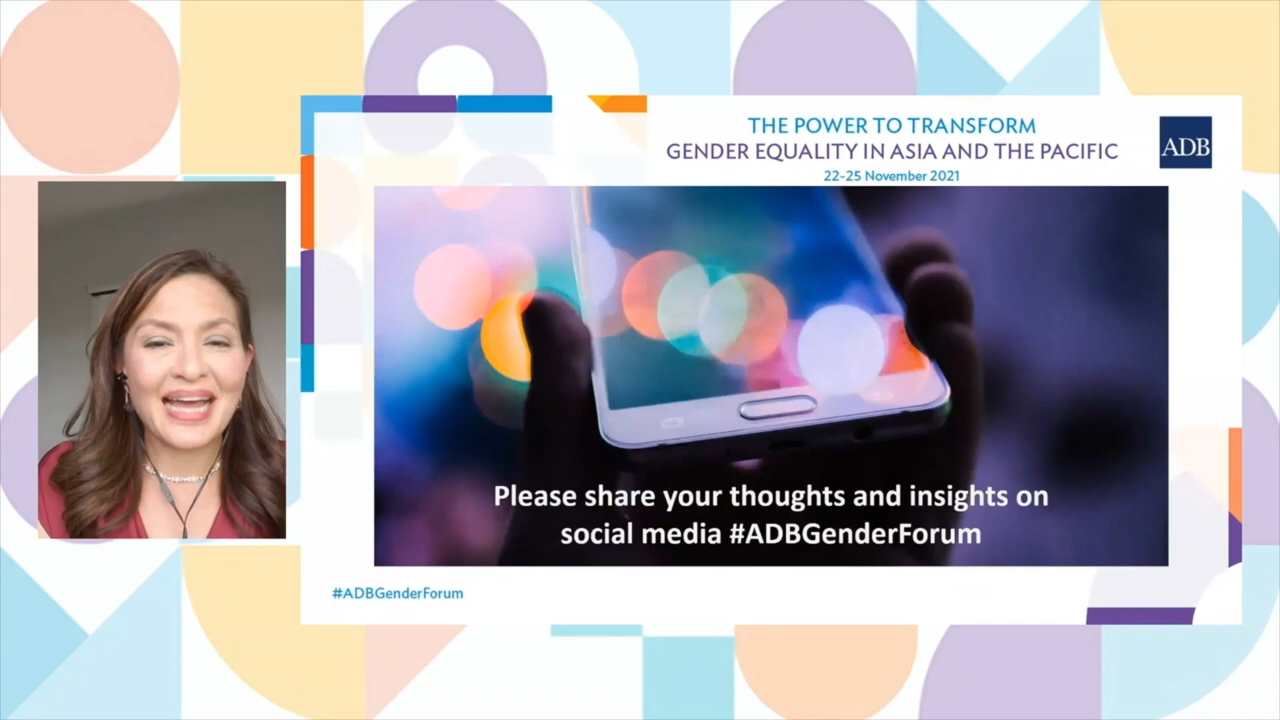 THE POWER TO TRANSFORM
GENDER EQUALITY IN ASIA AND THE PACIFIC
22-25 November 2021
ADB
Please share your thoughts and insights on
social media #ADBGenderForum
#ADBGenderForum